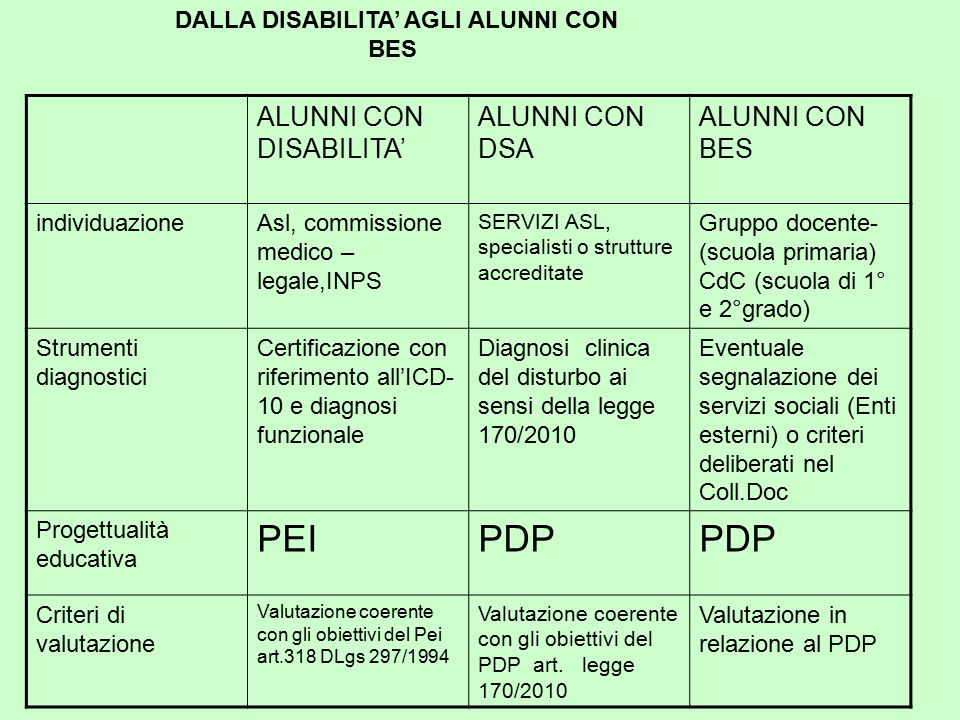 DALLA DISABILITA’ AGLI ALUNNI CON
BES
ALUNNI CON
DISABILITA’
ALUNNI CON
DSA
ALUNNI CON
BES
individuazione
Asl, commissione
medico –
legale,INPS
SERVIZI ASL,
specialisti o strutture
accreditate
Gruppo docente-
(scuola primaria)
CdC (scuola di 1°
e 2°grado)
Strumenti
diagnostici
Certificazione con
riferimento all’ICD-
10 e diagnosi
funzionale
Diagnosi clinica
del disturbo ai
sensi della legge
170/2010
Eventuale
segnalazione dei
servizi sociali (Enti
esterni) o criteri
deliberati nel
Coll.Doc
Progettualità
educativa
PEI
PDP
PDP
Criteri di
valutazione
Valutazione coerente
con gli obiettivi del Pei
art.318 DLgs 297/1994
Valutazione coerente
con gli obiettivi del
PDP art. legge
170/2010
Valutazione in
relazione al PDP